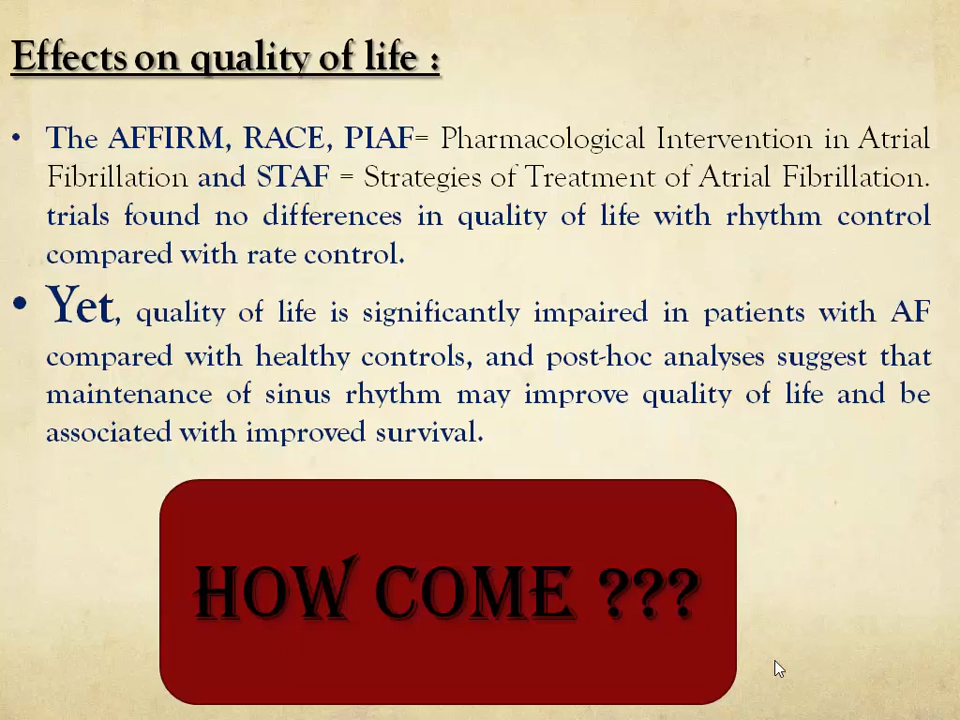 Effects on quality of life :
• The AFFIRM, RACE, PIAF= Pharmacological Intervention in Atrial
Fibrillation and STAF = Strategies of Treatment of Atrial Fibrillation.
trials found no differences in quality of life with rhythm control
compared with rate control.
• Yet, quality of life is significantly impaired in patients with AF
compared with healthy controls, and post-hoc analyses suggest that
maintenance of sinus rhythm may improve quality of life and be
associated with improved survival.
HOW COME ???